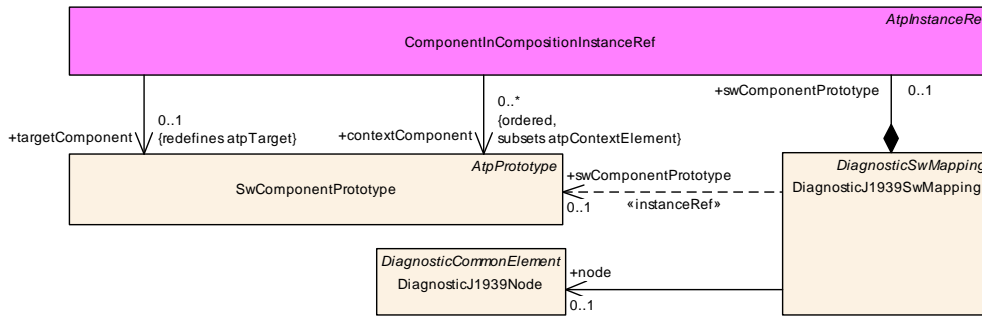 AtpInstanceRe
ComponentInCompositionInstanceRef
+swComponentPrototype 0..1
0..1
+targetComponent {redefines atpTarget}
0..*
{ordered,
+contextComponent subsets atpContextElement}
AtpPrototype
SwComponentPrototype
+swComponentPrototype
0..1 «instanceRef»
DiagnosticSwMapping
DiagnosticJ1939SwMapping
DiagnosticCommonElement
DiagnosticJ1939Node
+node
0..1